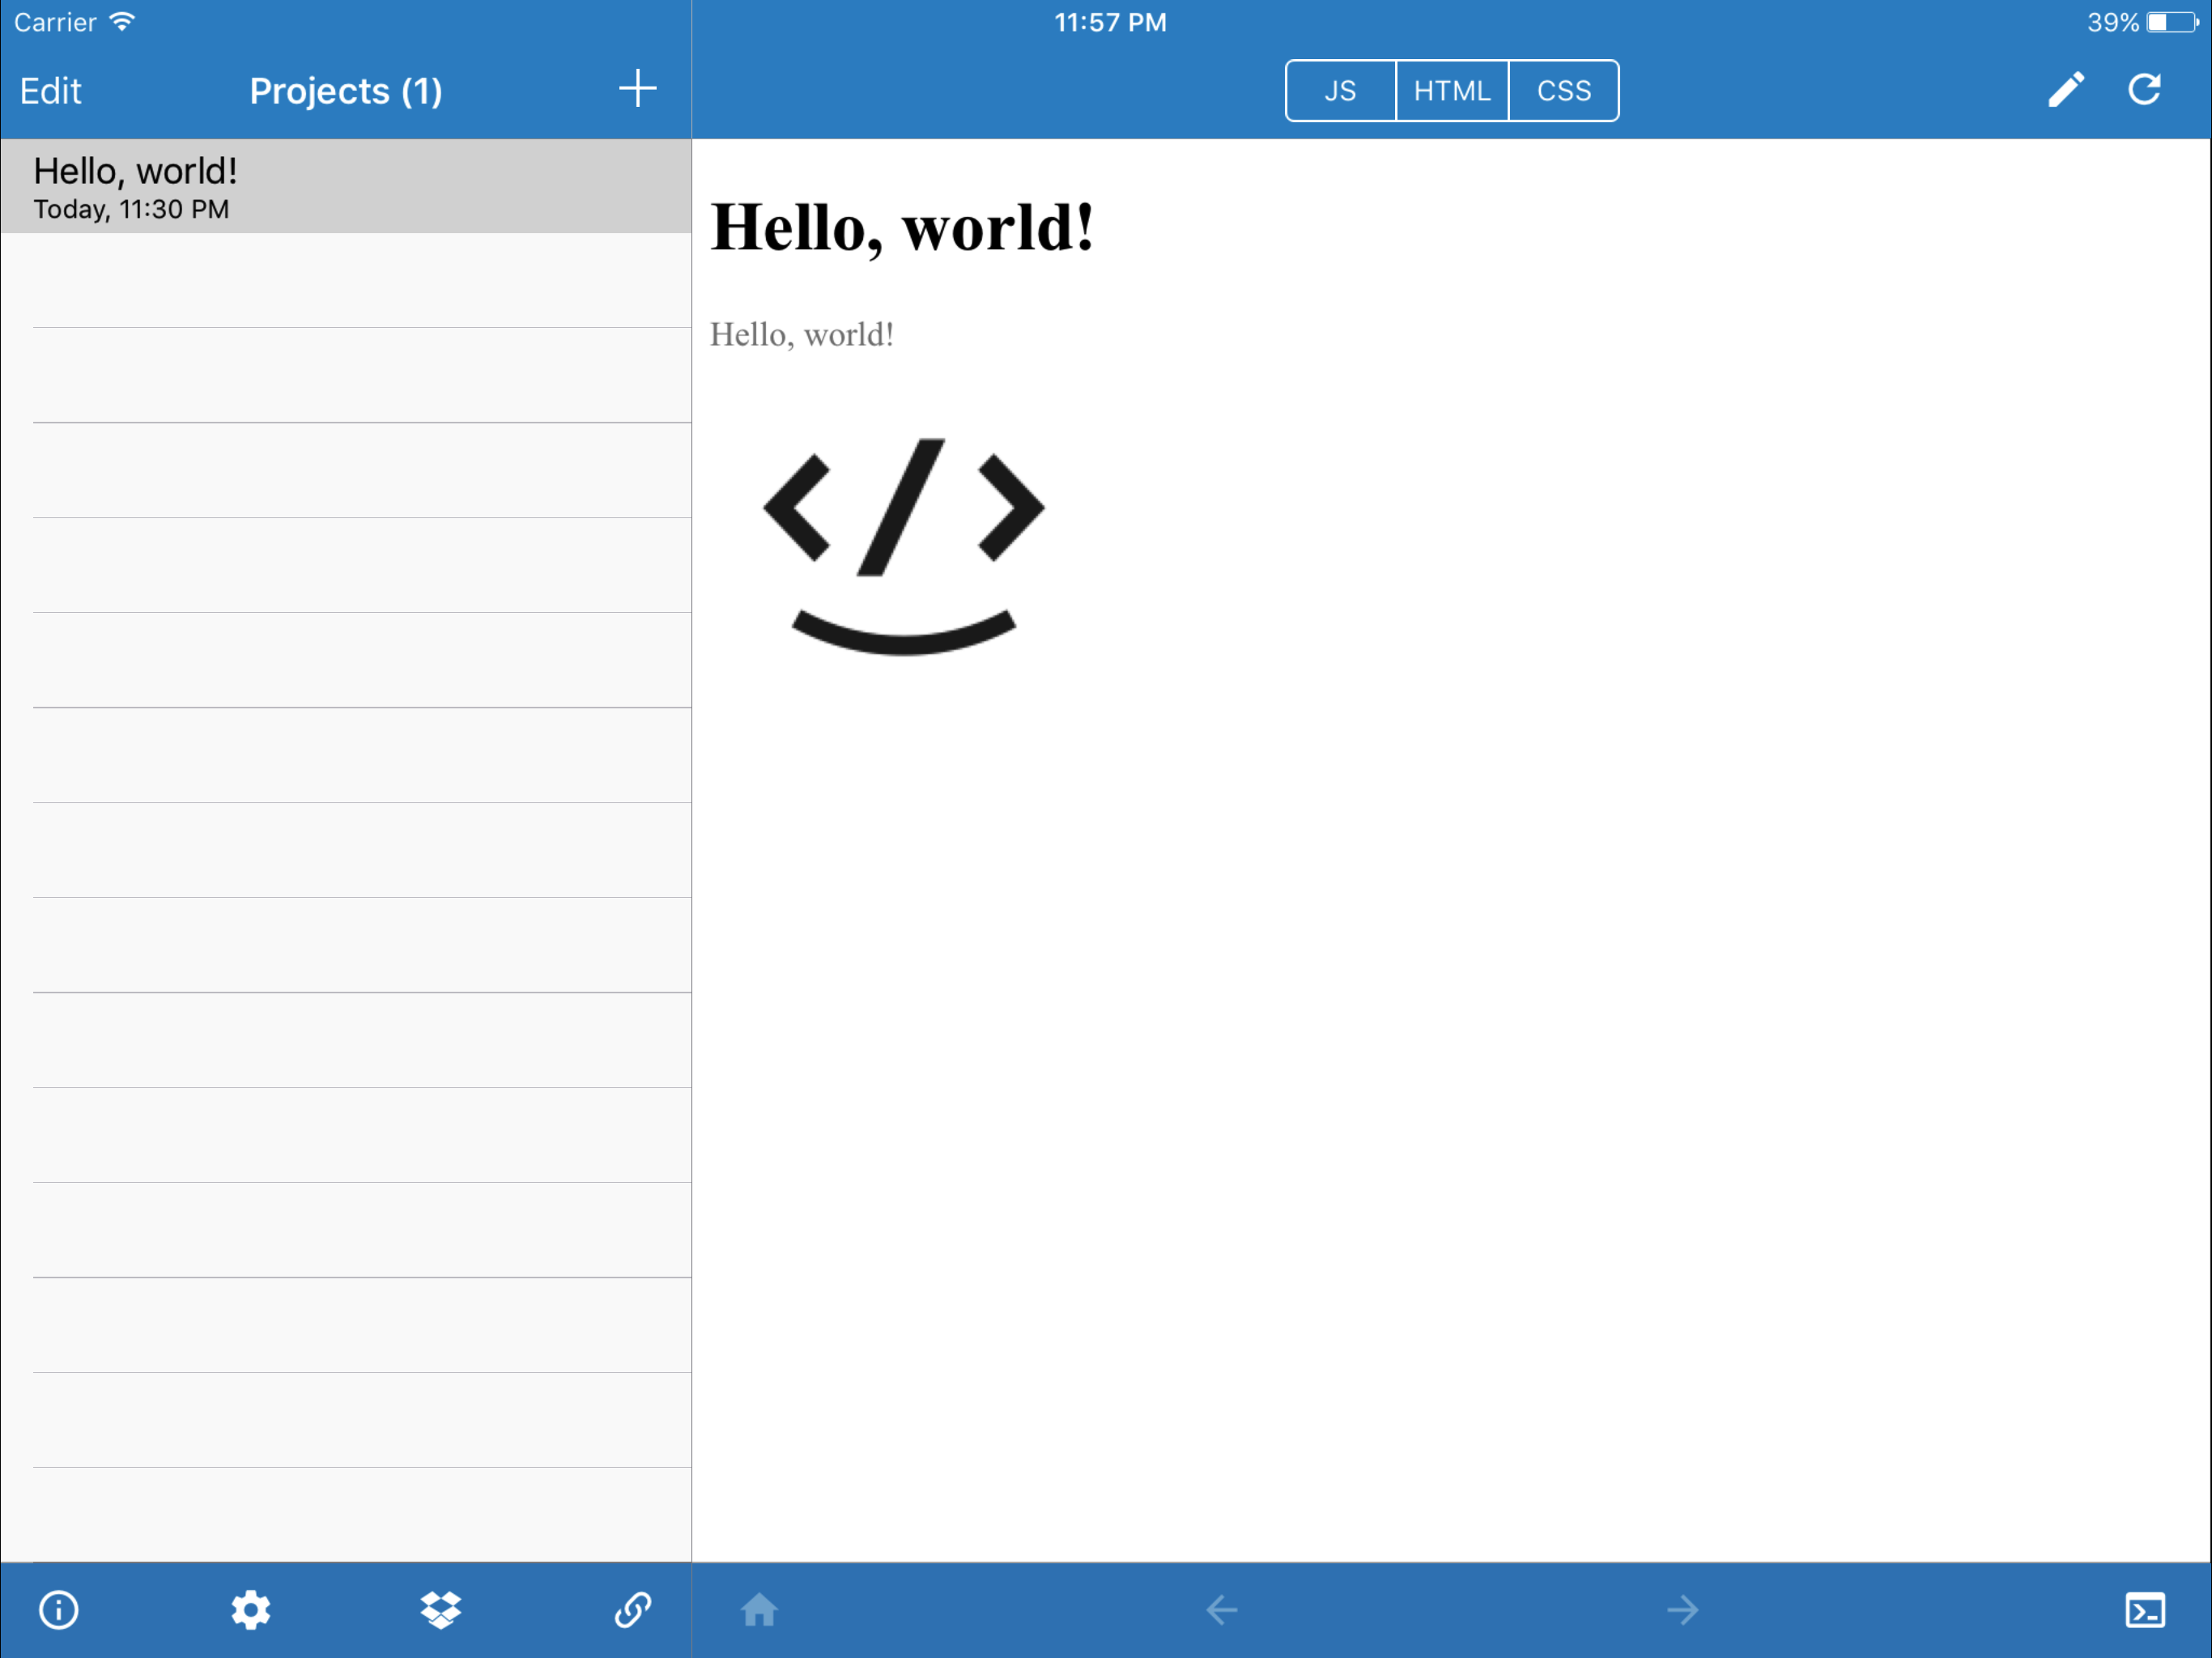 Carrier
11:57 PM
39%
Edit
Projects (1)
JS
HTML
CSS
Hello, world!
Today, 11:30 PM
Hello, world!
Hello, world!
</>